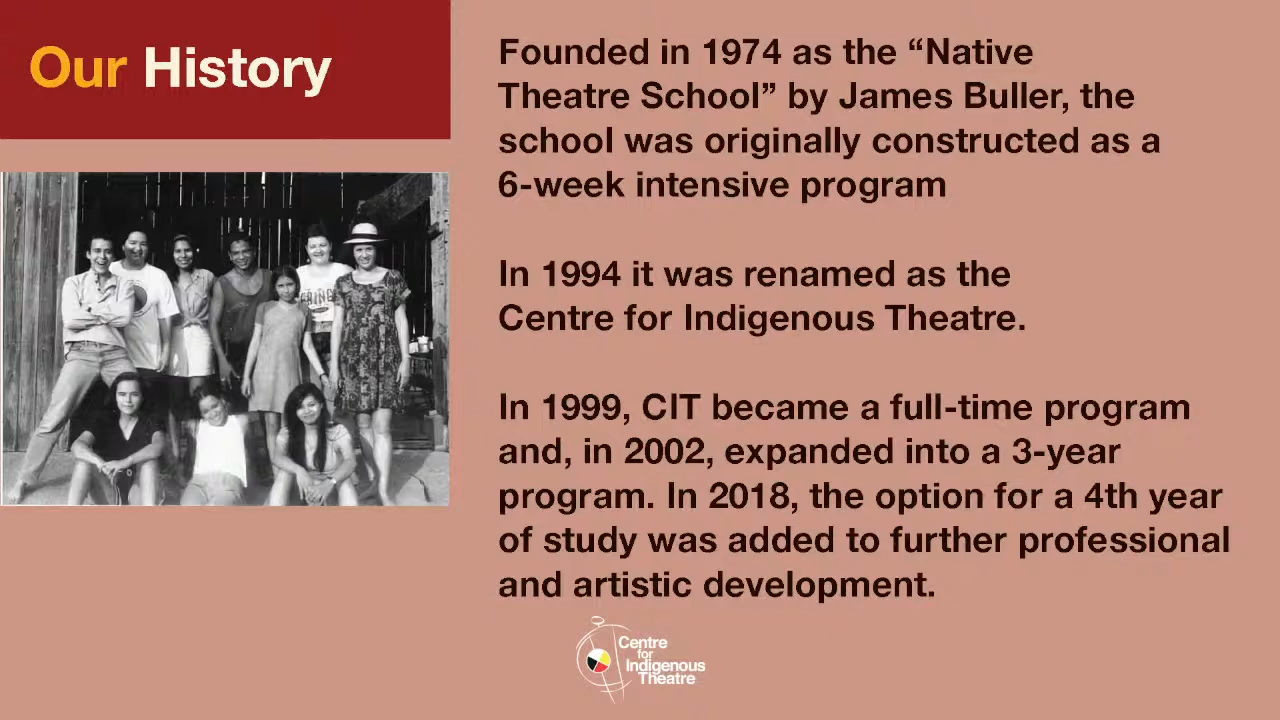 Our History
Founded in 1974 as the “Native
Theatre School” by James Buller, the
school was originally constructed as a
6-week intensive program
In 1994 it was renamed as the
Centre for Indigenous Theatre.
In 1999, CIT became a full-time program
and, in 2002, expanded into a 3-year
program. In 2018, the option for a 4th year
of study was added to further professional
and artistic development.
Centre
for
Indigenous
Theatre